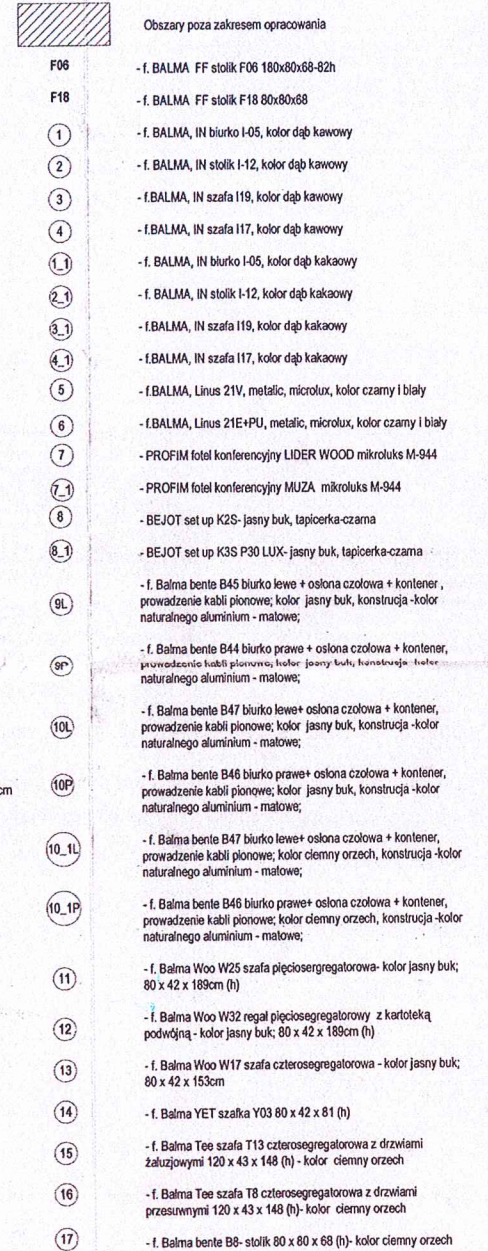 Obszary poza zakresem opracowania
F06 - f. BALMA FF stolik F06 180x80x68-82h
F18 - f. BALMA FF stolik F18 80x80x68
1 - f. BALMA, IN biurko I-05, kolor dąb kawowy
2 - f. BALMA, IN stolik I-12, kolor dąb kawowy
3 - f.BALMA, IN szafa I19, kolor dąb kawowy
4 - f.BALMA, IN szafa I17, kolor dąb kawowy
1_1 - f. BALMA, IN biurko I-05, kolor dąb kakaowy
2_1 - f. BALMA, IN stolik I-12, kolor dąb kakaowy
3_1 - f.BALMA, IN szafa I19, kolor dąb kakaowy
4_1 - f.BALMA, IN szafa I17, kolor dąb kakaowy
5 - f.BALMA, Linus 21V, metalic, microlux, kolor czarny i biały
6 - f.BALMA, Linus 21E+PU, metalic, microlux, kolor czarny i biały
7 - PROFIM fotel konferencyjny LIDER WOOD mikroluks M-944
7_1 - PROFIM fotel konferencyjny MUZA mikroluks M-944
8 - BEJOT set up K2S- jasny buk, tapicerka-czarna
8_1 - BEJOT set up K3S P30 LUX- jasny buk, tapicerka-czarna
9L - f. Balma bente B45 biurko lewe + osłona czołowa + kontener ,
prowadzenie kabli pionowe; kolor jasny buk, konstrucja -kolor
naturalnego aluminium - matowe;
9P - f. Balma bente B44 biurko prawe + osłona czołowa + kontener,
prowadzenie kabli pionowe; kolor jasny buk, konstrucja -kolor
naturalnego aluminium - matowe;
10L - f. Balma bente B47 biurko lewe+ osłona czołowa + kontener,
prowadzenie kabli pionowe; kolor jasny buk, konstrucja -kolor
naturalnego aluminium - matowe;
cm 10P - f. Balma bente B46 biurko prawe+ osłona czołowa + kontener,
prowadzenie kabli pionowe; kolor jasny buk, konstrucja -kolor
naturalnego aluminium - matowe;
10_1L - f. Balma bente B47 biurko lewe+ osłona czołowa + kontener,
prowadzenie kabli pionowe; kolor ciemny orzech, konstrucja -kolor
naturalnego aluminium - matowe;
10_1P - f. Balma bente B46 biurko prawe+ osłona czołowa + kontener,
prowadzenie kabli pionowe; kolor ciemny orzech, konstrucja -kolor
naturalnego aluminium - matowe;
11 - f. Balma Woo W25 szafa pięciosergregatorowa- kolor jasny buk;
80 x 42 x 189cm (h)
12 - f. Balma Woo W32 regał pięciosegregatorowy z kartoteką
podwójną - kolor jasny buk; 80 x 42 x 189cm (h)
13 - f. Balma Woo W17 szafa czterosegregatorowa - kolor jasny buk;
80 x 42 x 153cm
14 - f. Balma YET szafka Y03 80 x 42 x 81 (h)
15 - f. Balma Tee szafa T13 czterosegregatorowa z drzwiami
żaluzjowymi 120 x 43 x 148 (h) - kolor ciemny orzech
16 - f. Balma Tee szafa T8 czterosegregatorowa z drzwiami
przesuwnymi 120 x 43 x 148 (h)- kolor ciemny orzech
17 - f. Balma bente B8- stolik 80 x 80 x 68 (h)- kolor ciemny orzech